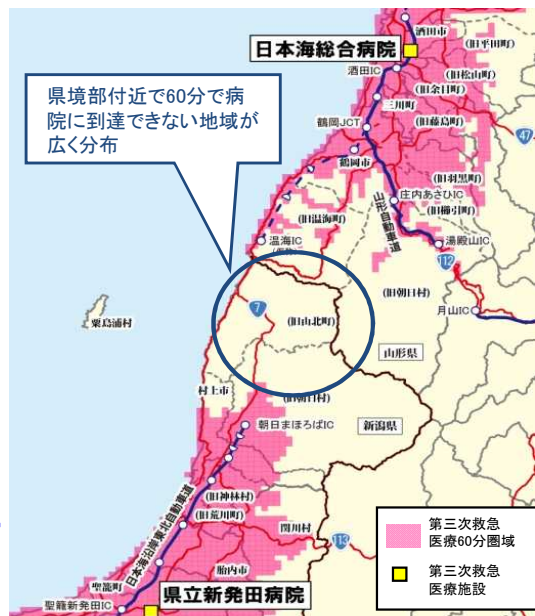 酒田市
(旧平田町)
日本海総合病院
酒田IC
(旧松山町)
(旧余目町)
三川町
(旧藤島町)
鶴岡JCT
47
県境部付近で60分で病
院に到達できない地域が
広く分布
鶴岡市
(旧羽黒町)
庄内あさひIC
(旧櫛引町)
山形自動車道
(旧温海町)
温海IC
湯殿山IC
112
(旧朝日村)
月山IC
7
(旧山北町)
粟島浦村
山形県
村上市
(旧朝日村)
朝日まほろばIC
新潟県
(旧神林村)
日本海沿岸東北自動車道
(旧荒川町)
関川村
113
胎内市
聖籠町
聖籠新発田IC
県立新発田病院
第三次救急
医療60分圏域
第三次救急
医療施設